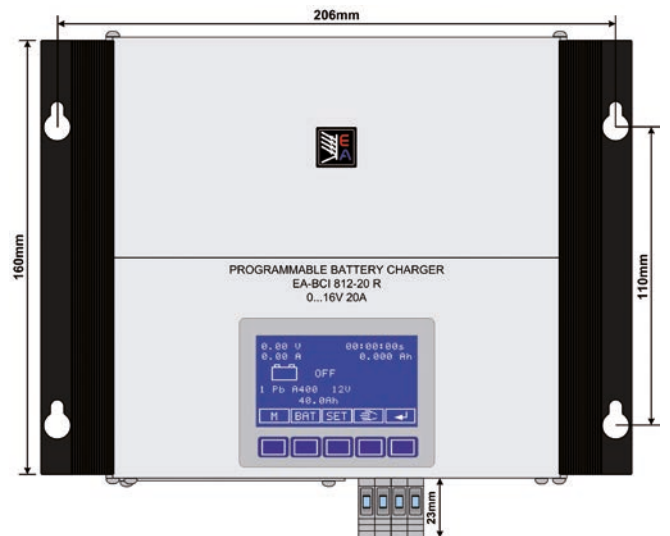 206mm
E
A
160mm
110mm
PROGRAMMABLE BATTERY CHARGER
EA-BCI 812-20 R
0...16V 20A
0.00 V 00:00:00s
0.00 A 0.000 Ah
OFF
1 Pb A400 12V
40.0Ah
M BAT SET
23mm